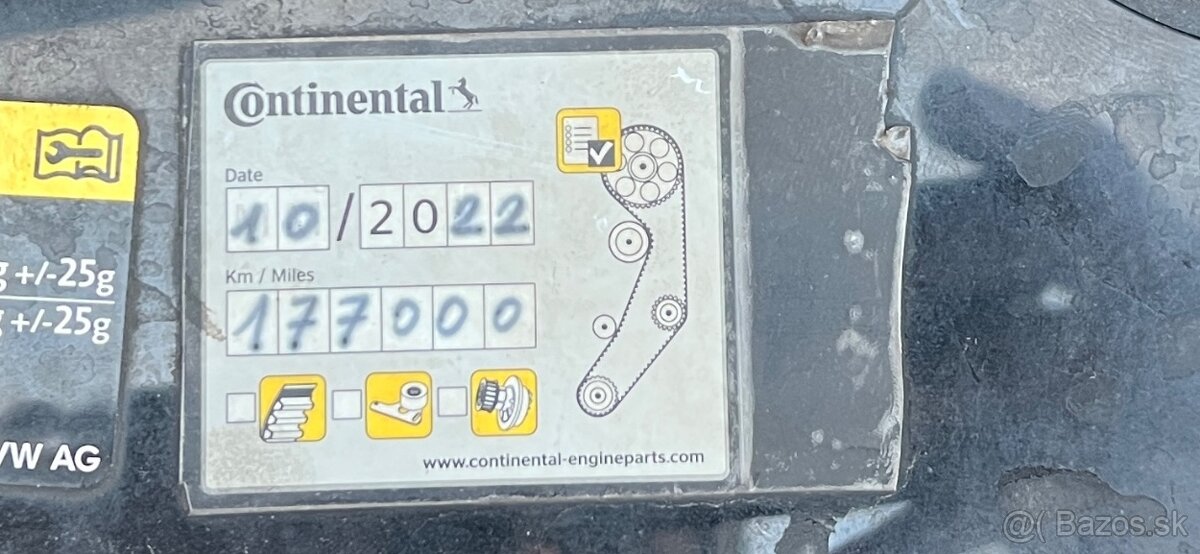 Continental
Date
10/2022
Km / Miles
177000
www.continental-engineparts.com
g +/-25g
+/-25g
VW AG
@( Bazos.sk